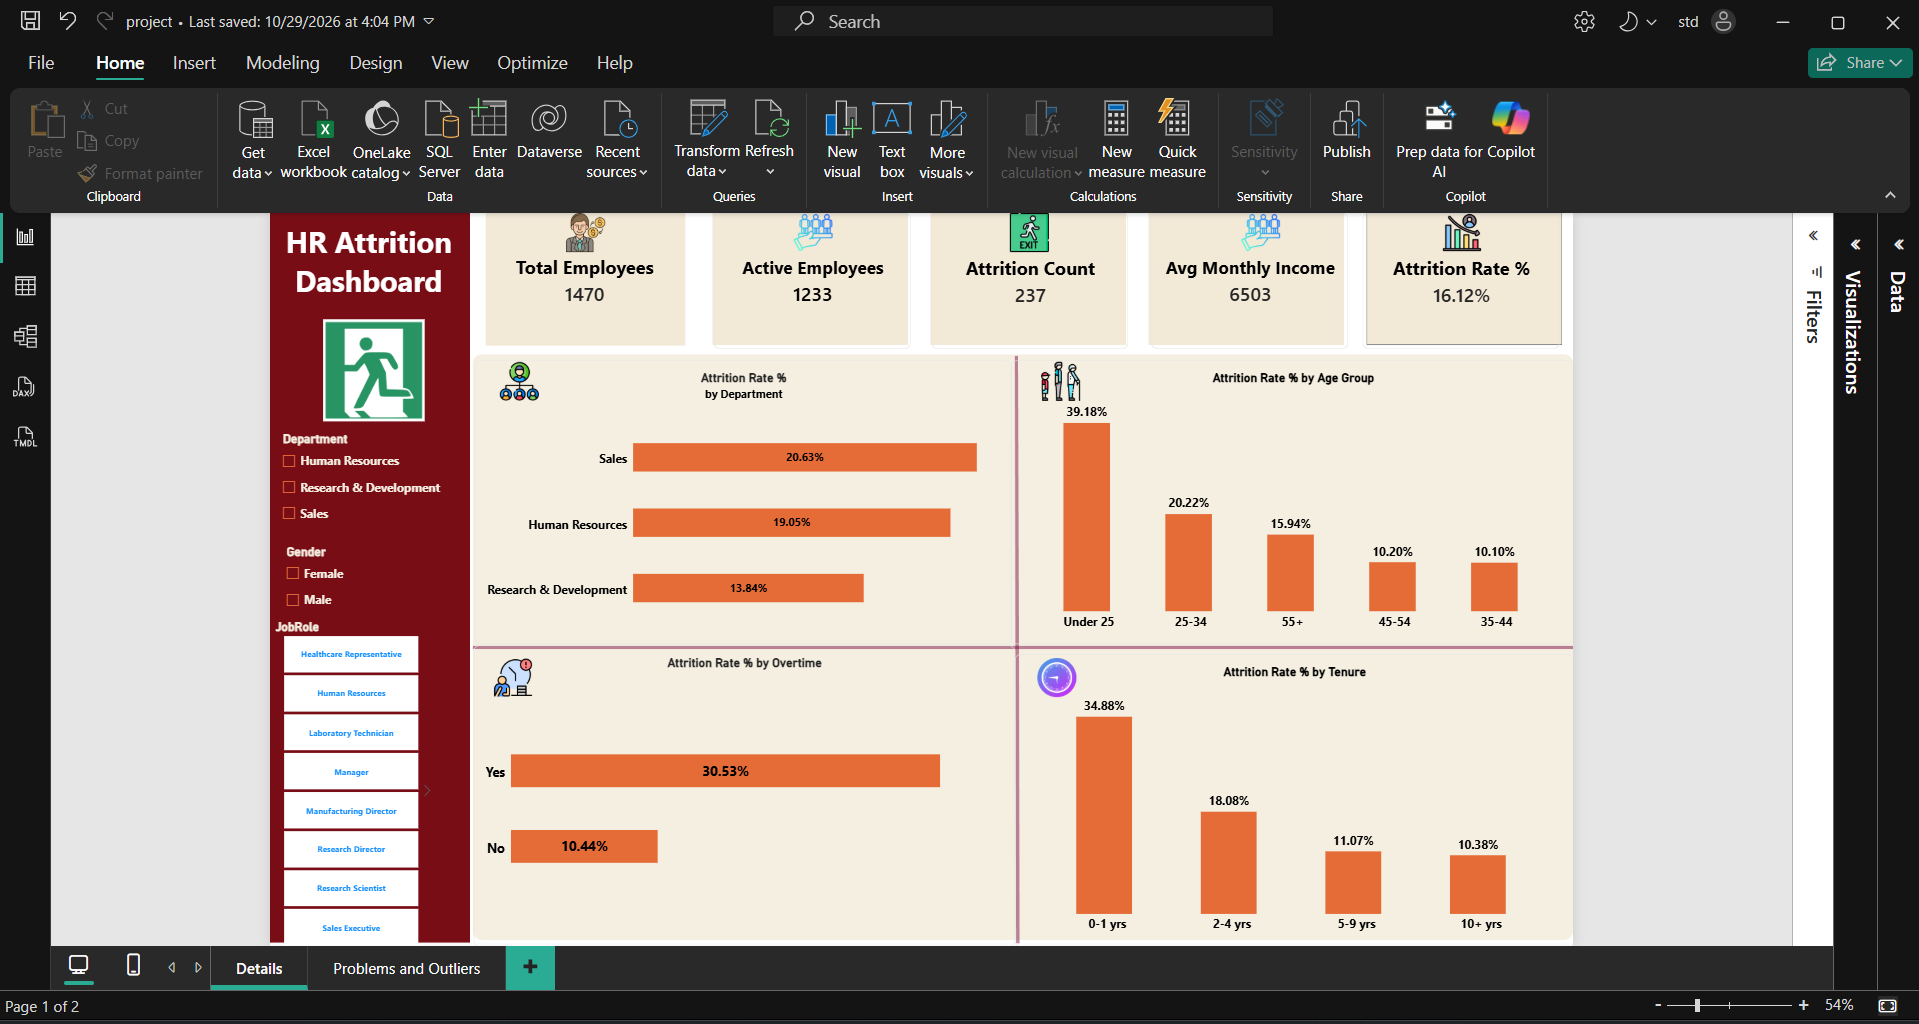 project • Last saved: 10/29/2026 at 4:04 PM
Search
std
File
Home
Insert
Modeling
Design
View
Optimize
Help
Share
Paste
Cut
Copy
Format painter
Clipboard
Get data
Excel workbook
OneLake catalog
SQL Server
Enter data
Dataverse
Recent sources
Data
Transform data
Refresh
Queries
New visual
A
Text box
More visuals
Insert
fx
New visual calculation
New measure
Quick measure
Calculations
Sensitivity
Sensitivity
Publish
Share
Prep data for AI
Copilot
Copilot
DAX
TMDL
HR Attrition
Dashboard
Department
Human Resources
Research & Development
Sales
Gender
Female
Male
JobRole
Healthcare Representative
Human Resources
Laboratory Technician
Manager
Manufacturing Director
Research Director
Research Scientist
Sales Executive
Total Employees
1470
Active Employees
1233
EXIT
Attrition Count
237
Avg Monthly Income
6503
Attrition Rate %
16.12%
Attrition Rate %
by Department
Sales
20.63%
Human Resources
19.05%
Research & Development
13.84%
Attrition Rate % by Age Group
39.18%
20.22%
15.94%
10.20%
10.10%
Under 25
25-34
55+
45-54
35-44
Attrition Rate % by Overtime
Yes
30.53%
No
10.44%
Attrition Rate % by Tenure
34.88%
18.08%
11.07%
10.38%
0-1 yrs
2-4 yrs
5-9 yrs
10+ yrs
Filters
Visualizations
Data
Details
Problems and Outliers
Page 1 of 2
54%